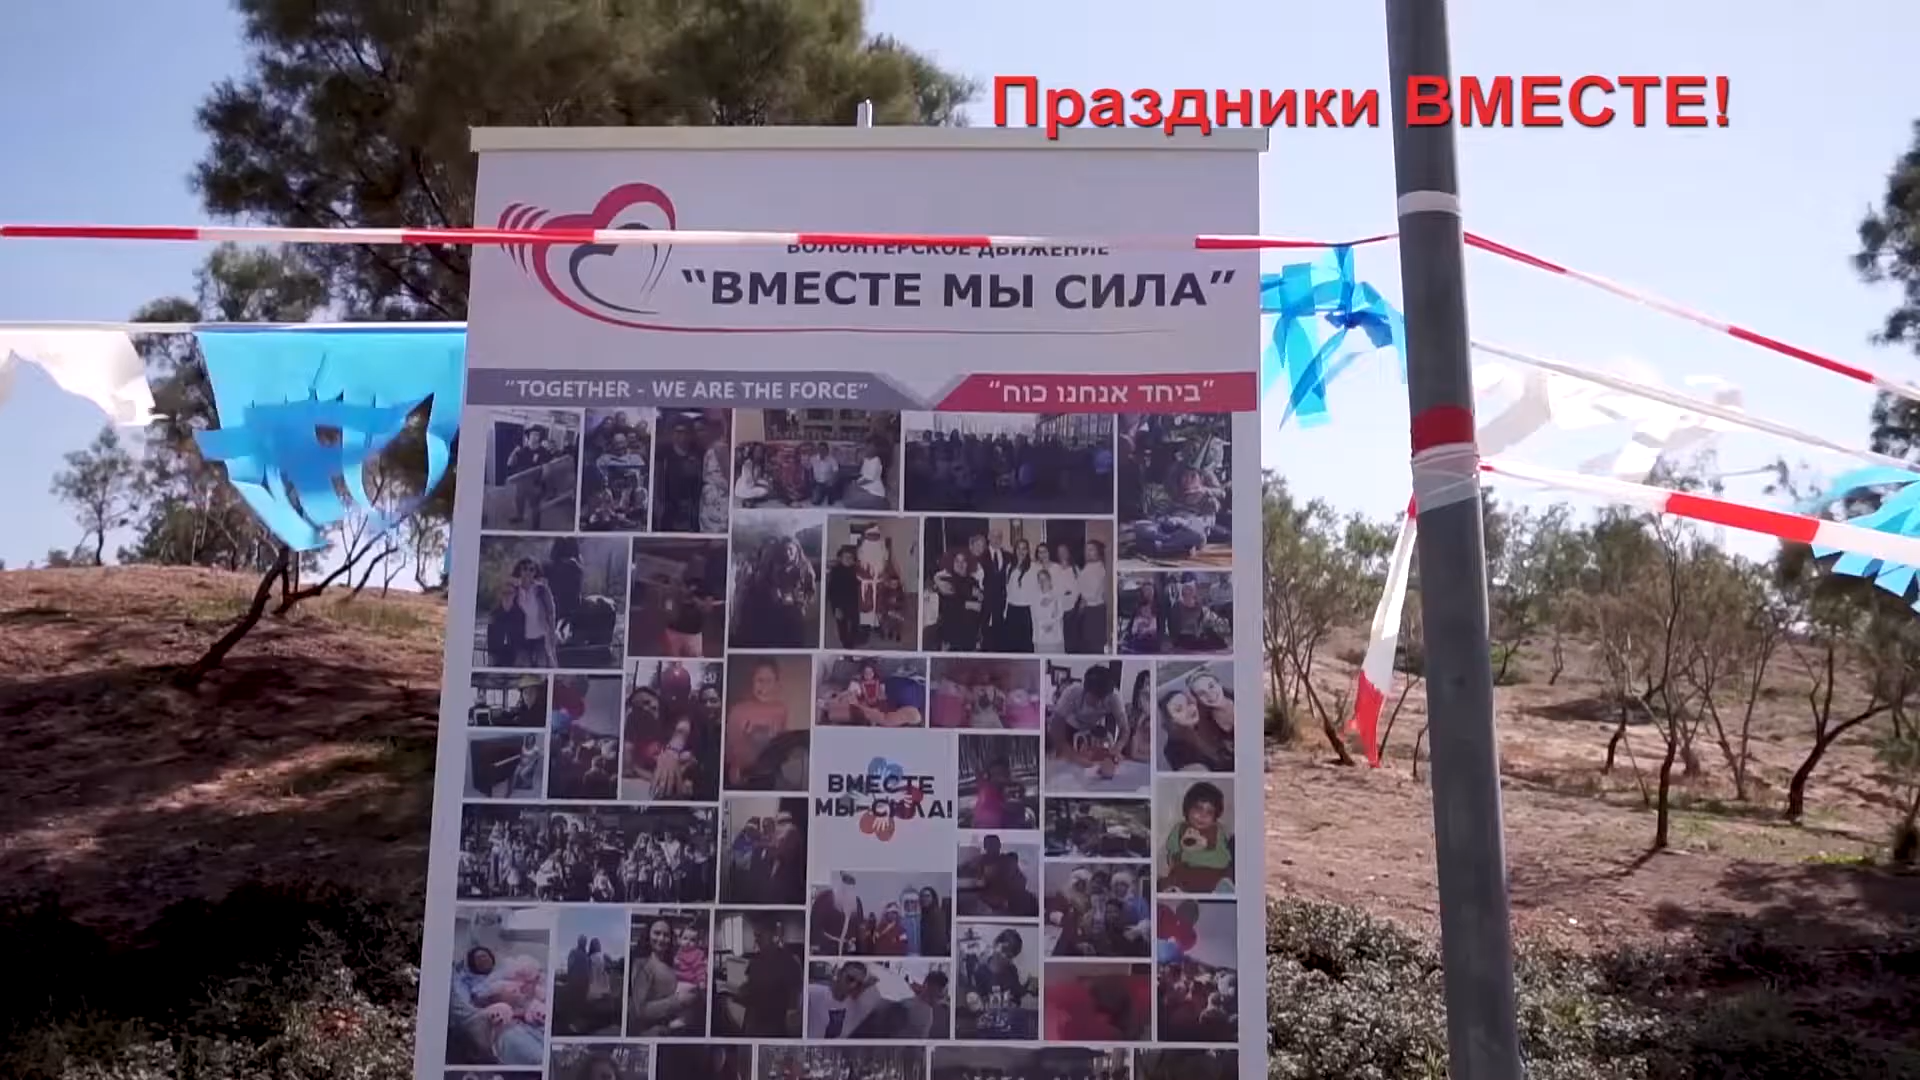 Праздники ВМЕСТЕ!
ВОЛОНТЕРСКОЕ ДВИЖЕНИЕ
“ВМЕСТЕ МЫ СИЛА”
“TOGETHER - WE ARE THE FORCE”
“ביחד אנחנו כוח”
ВМЕСТЕ
МЫ-СИЛА!